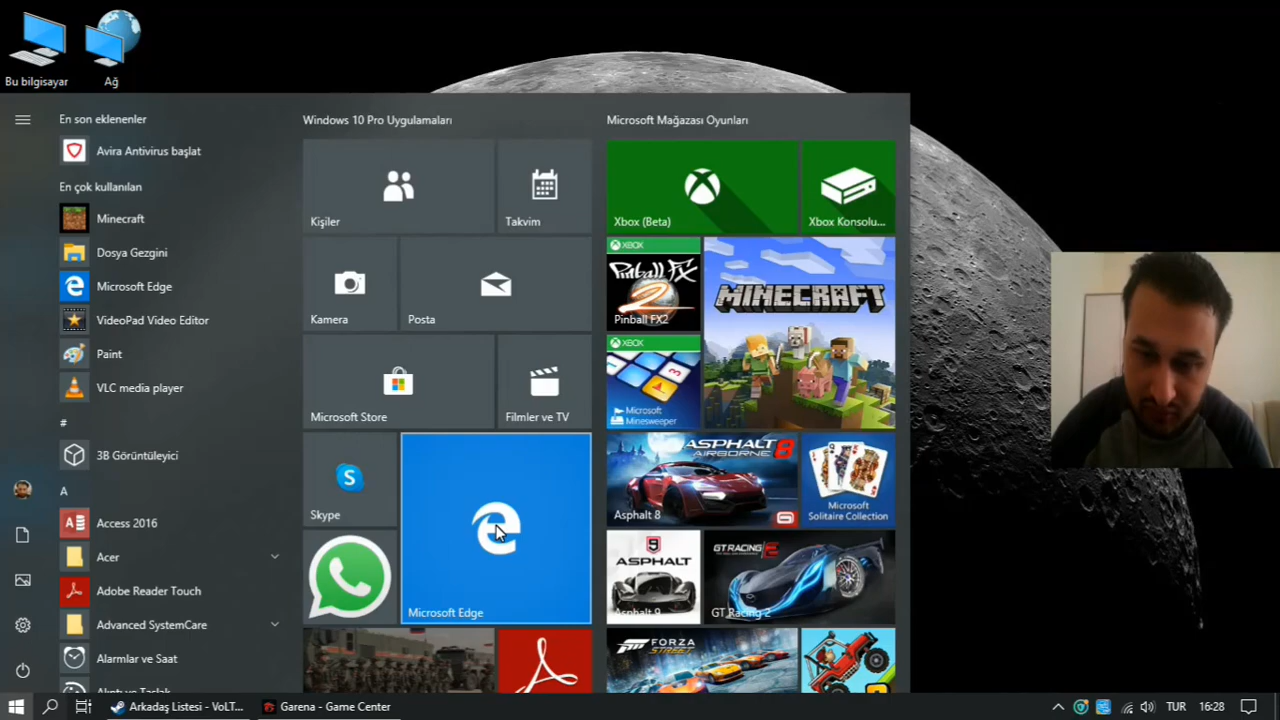 Bu bilgisayar
Ağ
En son eklenenler
Avira Antivirus başlat
En çok kullanılan
Minecraft
Dosya Gezgini
Microsoft Edge
VideoPad Video Editor
Paint
VLC media player
#
3B Görüntüleyici
A
Access 2016
Acer
Adobe Reader Touch
Advanced SystemCare
Alarmlar ve Saat
Windows 10 Pro Uygulamaları
Kişiler
Takvim
Kamera
Posta
Microsoft Store
Filmler ve TV
Skype
Microsoft Edge
Microsoft Mağazası Oyunları
Xbox (Beta)
Xbox Konsolu...
XBOX
Pinball FX
2
Pinball FX2
MINECRAFT
XBOX
Microsoft
Minesweeper
ASPHALT 8
AIRBORNE
Asphalt 8
Microsoft
Solitaire Collection
9
ASPHALT
Asphalt 9
GT RACING 2
GT Racing 2
FORZA
STREET
Arkadaş Listesi - VoLT...
Garena - Game Center
TUR
16:28